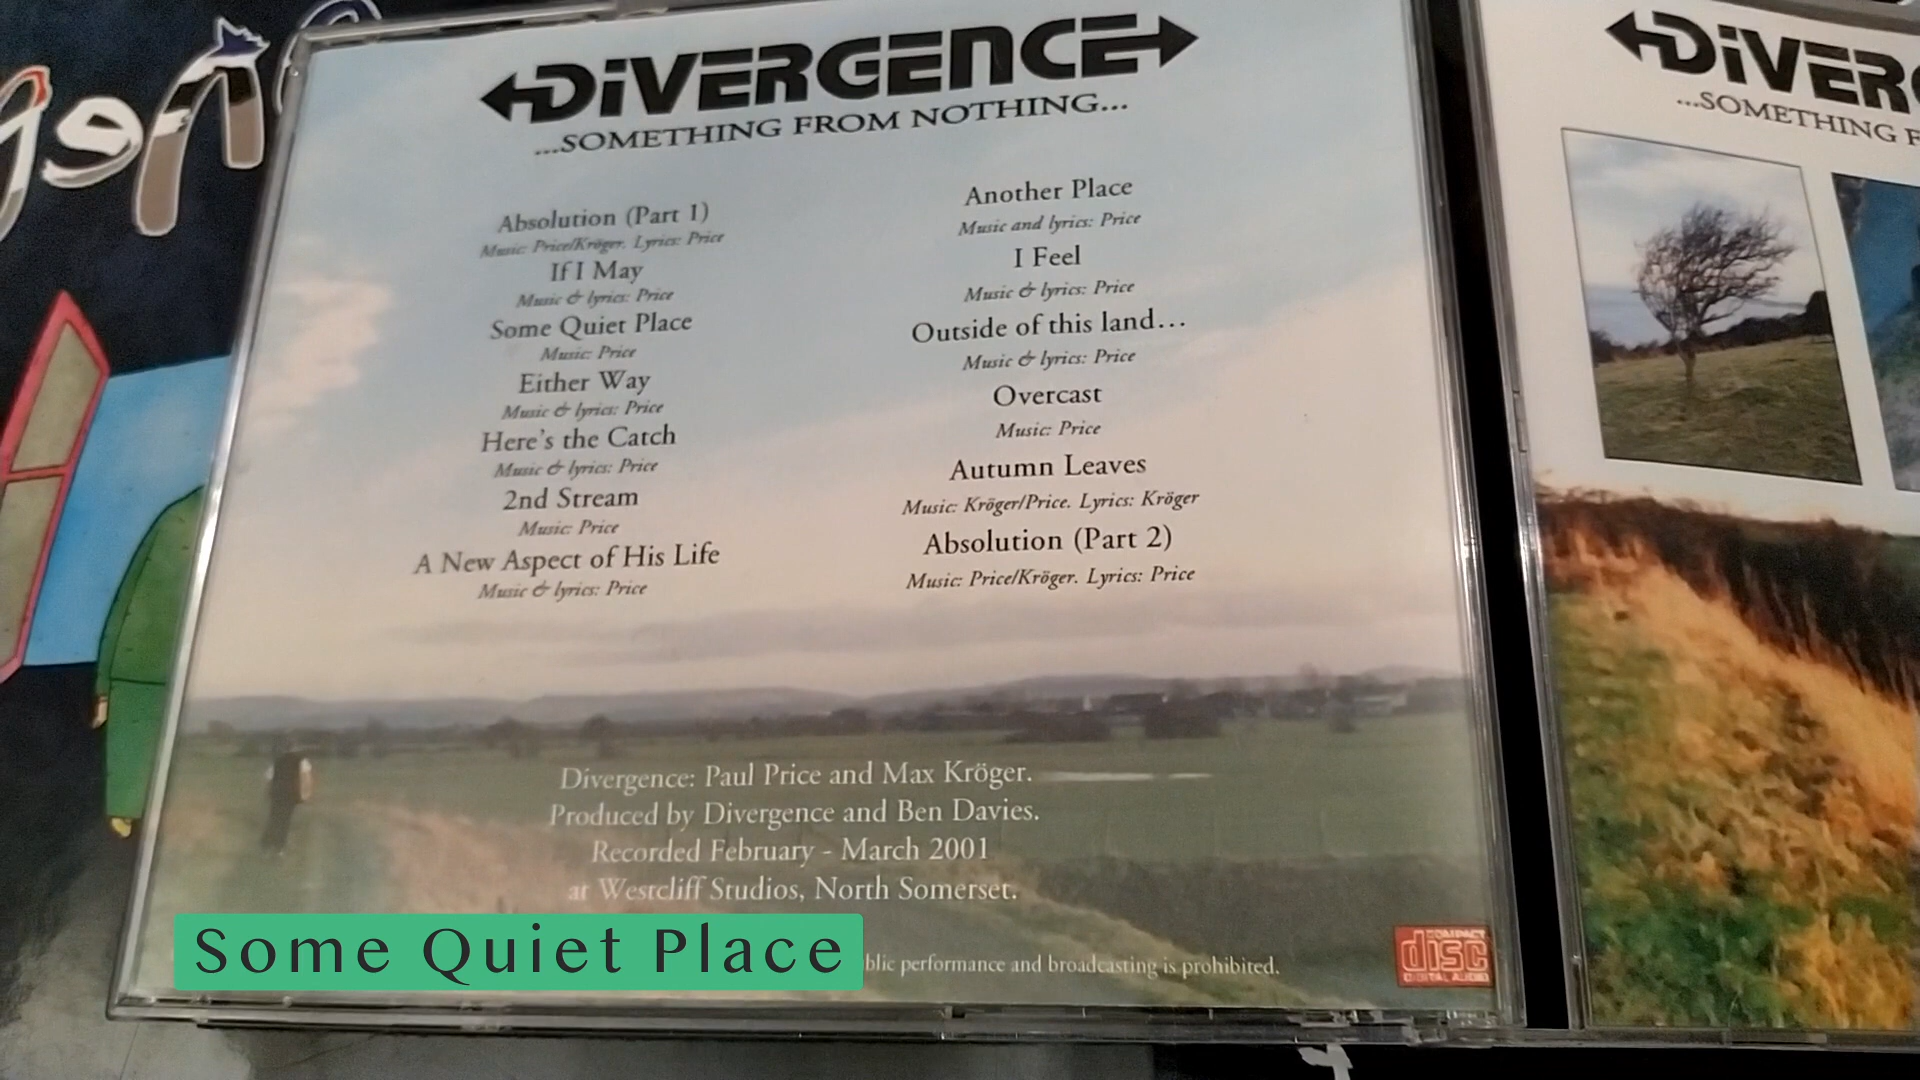 DiVERGENCE
...SOMETHING FROM NOTHING...
Absolution (Part 1)
Music: Price/Kröger. Lyrics: Price
If I May
Music & lyrics: Price
Some Quiet Place
Music: Price
Either Way
Music & lyrics: Price
Here's the Catch
Music & lyrics: Price
2nd Stream
Music: Price
A New Aspect of His Life
Music & lyrics: Price
Another Place
Music and lyrics: Price
I Feel
Music & lyrics: Price
Outside of this land...
Music & lyrics: Price
Overcast
Music: Price
Autumn Leaves
Music: Kröger/Price. Lyrics: Kröger
Absolution (Part 2)
Music: Price/Kröger. Lyrics: Price
Divergence: Paul Price and Max Kröger.
Produced by Divergence and Ben Davies.
Recorded February - March 2001
at Westcliff Studios, North Somerset.
performance and broadcasting is prohibited.
COMPACT
disc
DIGITAL AUDIO
Some Quiet Place
DiVER
...SOMETHING F